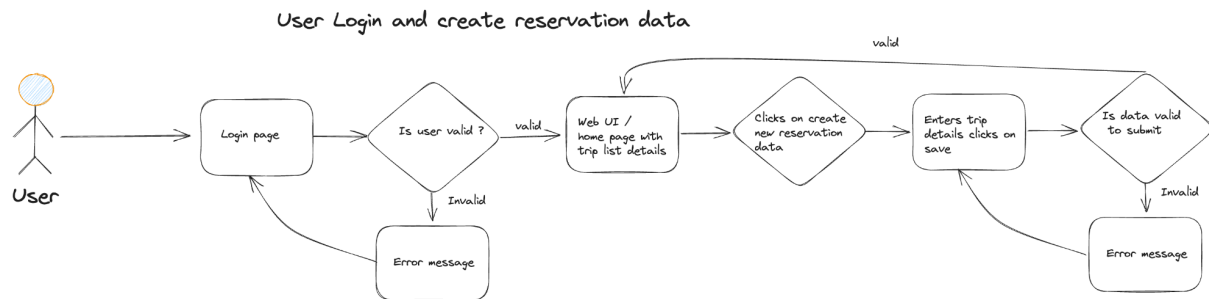 User Login and create reservation data
valid
User
Login page
Is user valid ?
valid
Invalid
Error message
Web UI /
home page with
trip list details
Clicks on create
new reservation
data
Enters trip
details clicks on
save
Is data valid
to submit
Invalid
Error message